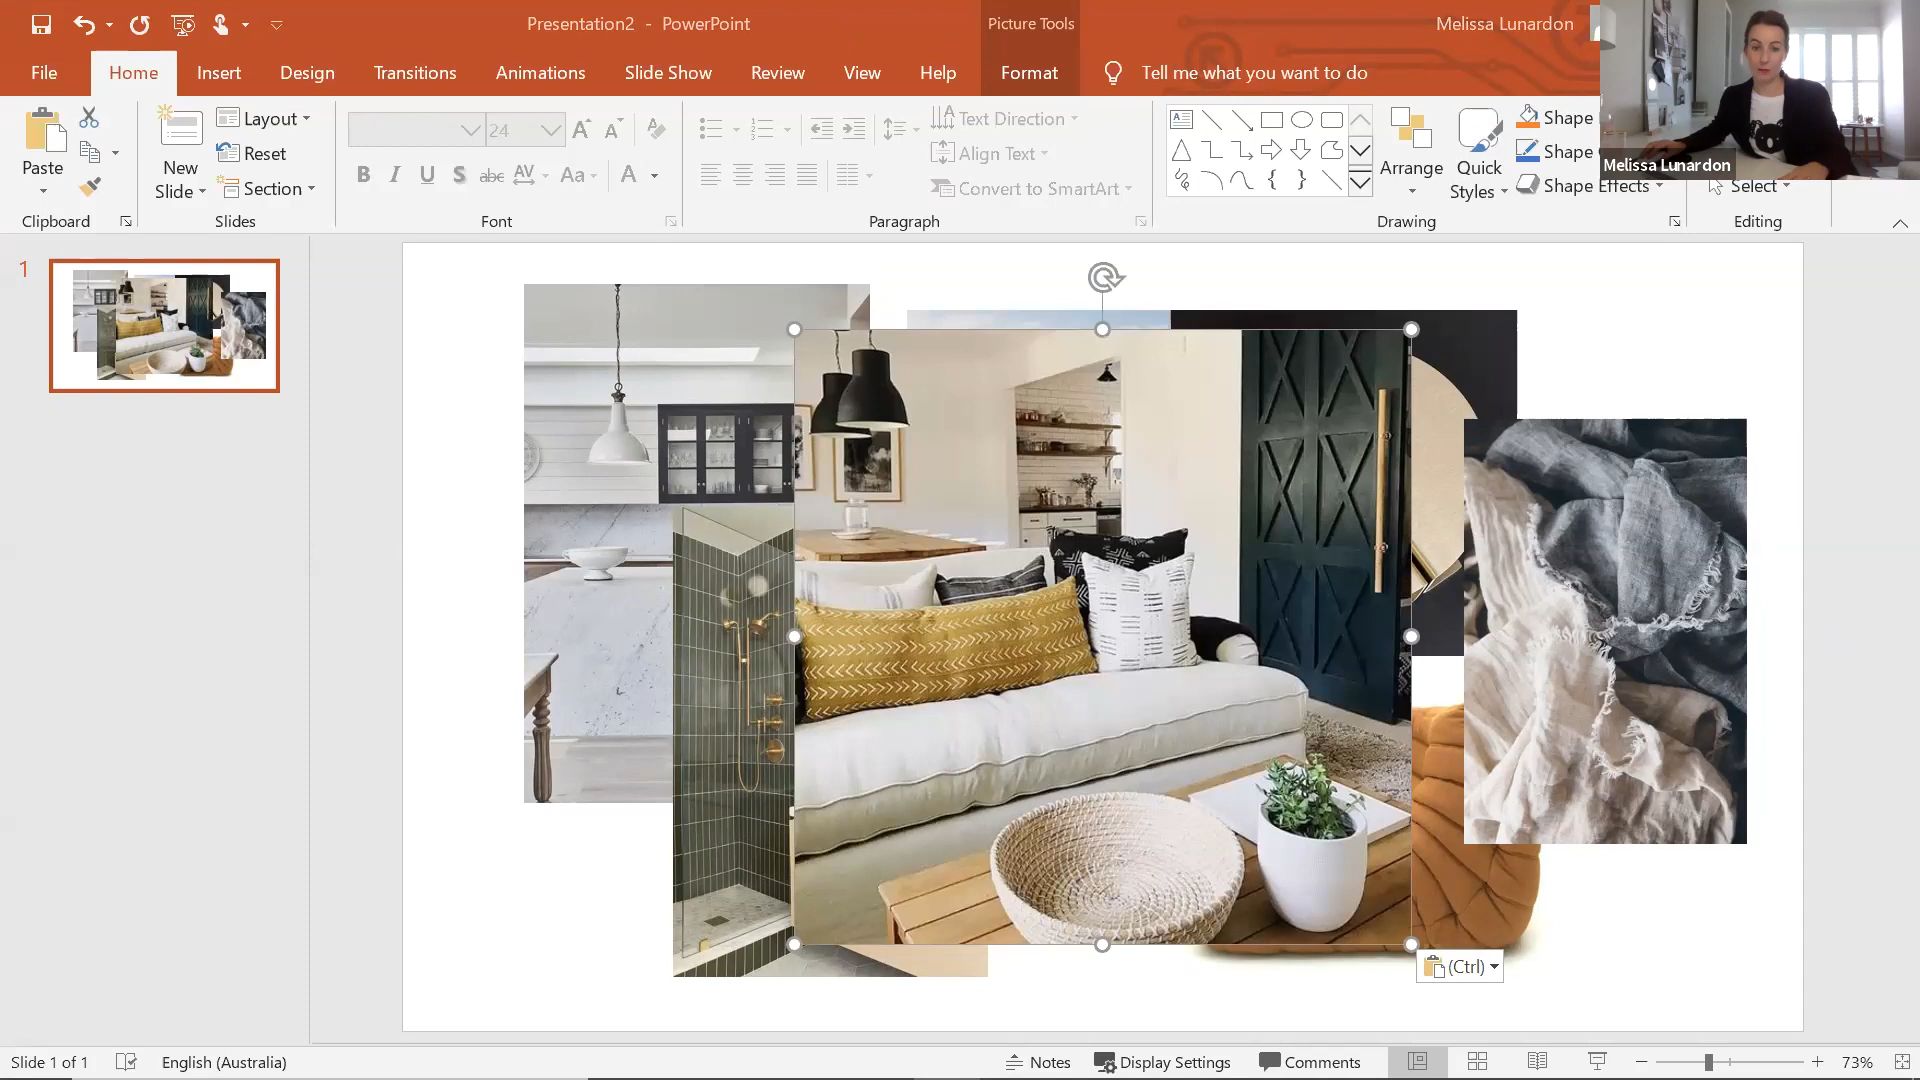 Presentation2 - PowerPoint
Picture Tools
Melissa Lunardon
File
Home
Insert
Design
Transitions
Animations
Slide Show
Review
View
Help
Format
Tell me what you want to do
Paste
New
Slide
Layout
Reset
Section
24
B I U S abc AV Aa A
Text Direction
Align Text
Convert to SmartArt
Arrange
Quick
Styles
Shape
Shape
Shape Effects
Select
Melissa Lunardon
Clipboard
Slides
Font
Paragraph
Drawing
Editing
1
(Ctrl)
Slide 1 of 1
English (Australia)
Notes
Display Settings
Comments
73%